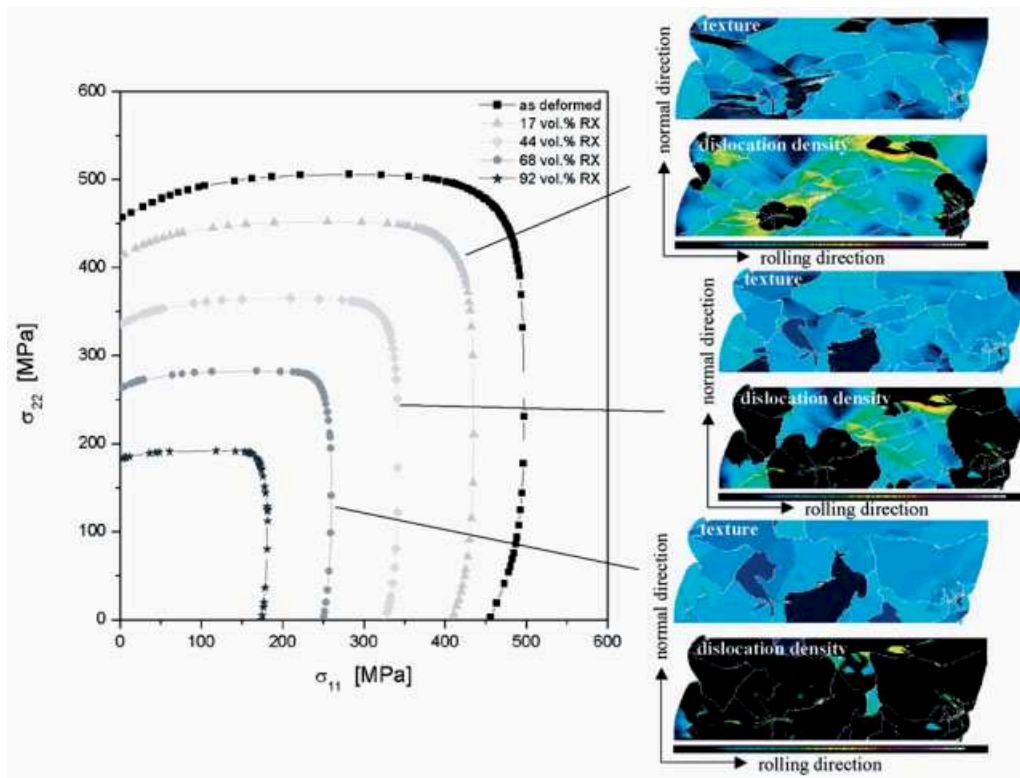 600
500
400
300
200
100
0
σ22 [MPa]
0 100 200 300 400 500 600
σ11 [MPa]
as deformed
17 vol.% RX
44 vol.% RX
68 vol.% RX
92 vol.% RX
texture
dislocation density
normal direction
rolling direction
texture
dislocation density
normal direction
rolling direction
texture
dislocation density
normal direction
rolling direction